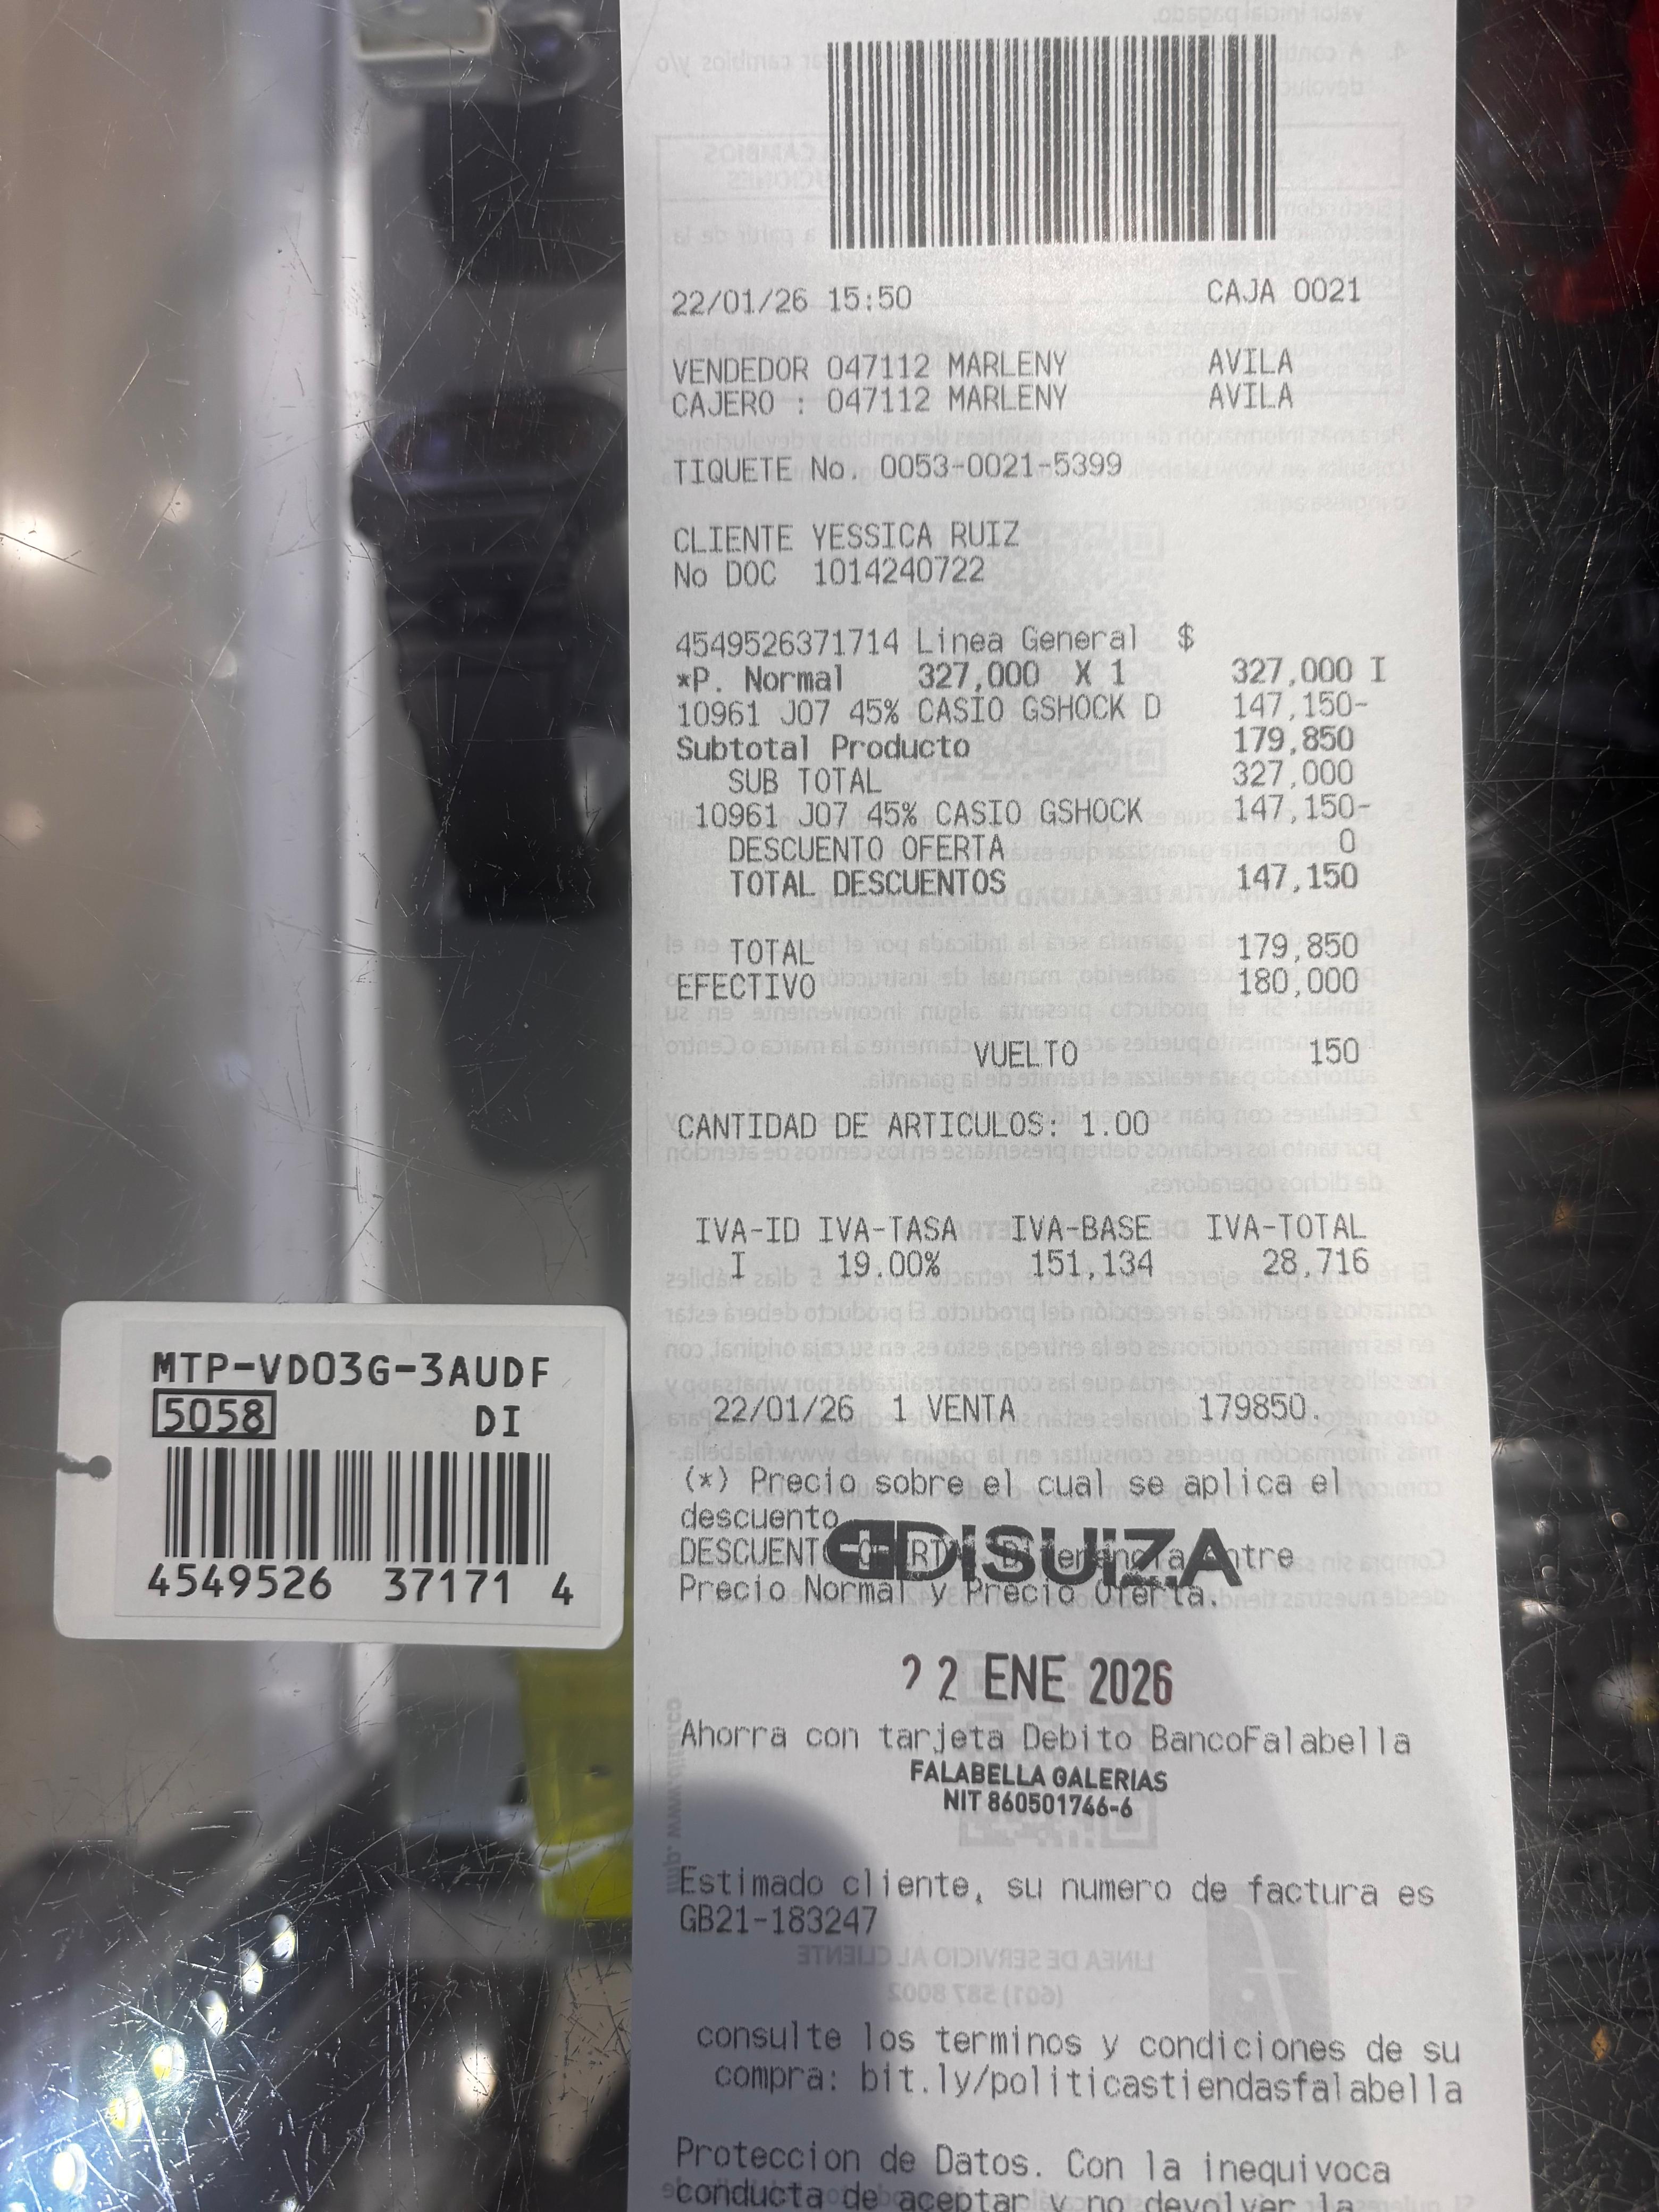 22/01/26 15:50 CAJA 0021
VENDEDOR 047112 MARLENY AVILA
CAJERO : 047112 MARLENY AVILA
TIQUETE No. 0053-0021-5399
CLIENTE YESSICA RUIZ
No DOC 1014240722
4549526371714 Linea General $
*P. Normal 327,000 X 1 327,000 I
10961 J07 45% CASIO GSHOCK D 147,150-
Subtotal Producto 179,850
SUB TOTAL 327,000
10961 J07 45% CASIO GSHOCK 147,150-
DESCUENTO OFERTA 0
TOTAL DESCUENTOS 147,150
TOTAL 179,850
EFECTIVO 180,000
VUELTO 150
CANTIDAD DE ARTICULOS: 1.00
IVA-ID IVA-TASA IVA-BASE IVA-TOTAL
I 19.00% 151,134 28,716
22/01/26 1 VENTA 179850.
(*) Precio sobre el cual se aplica el
descuento
DISUIZA
Precio Normal y Precio Oferta.
22 ENE 2026
Ahorra con tarjeta Debito BancoFalabella
FALABELLA GALERIAS
NIT 860501746-6
Estimado cliente, su numero de factura es
GB21-183247
consulte los terminos y condiciones de su
compra: bit.ly/politicastiendasfalabella
Proteccion de Datos. Con la inequivoca
conducta de aceptar y no devolver la
MTP-VD03G-3AUDF
5058 DI
4549526 37171 4